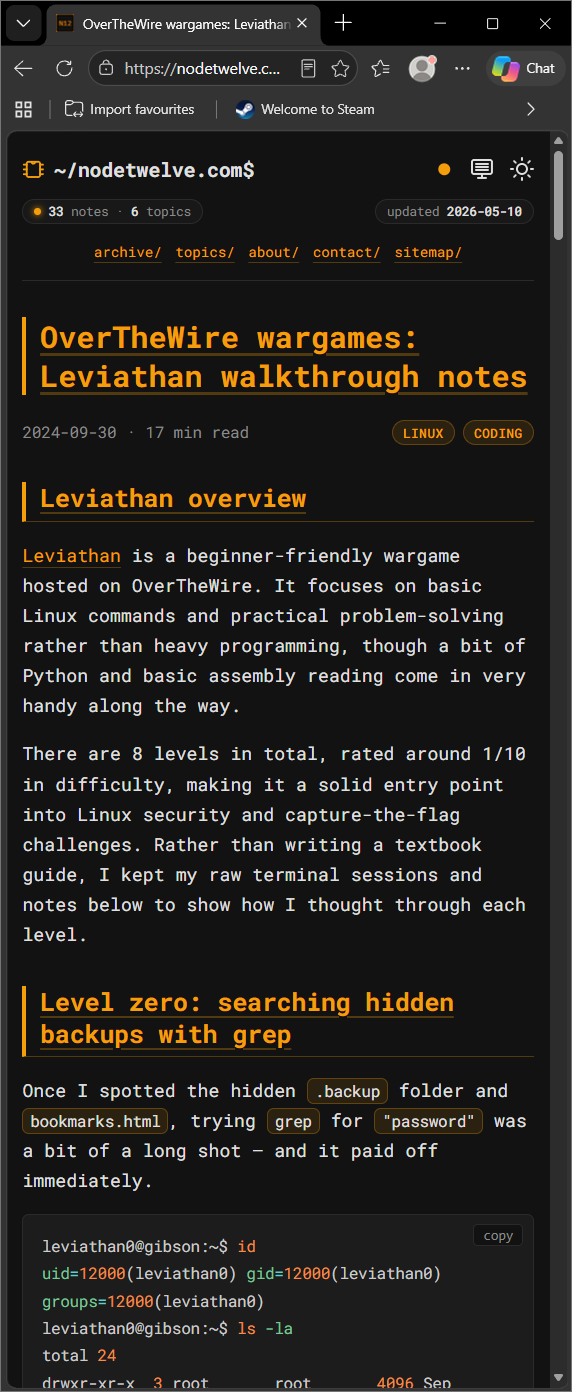 N12 OverTheWire wargames: Leviathan
https://nodetwelve.c...
Chat
Import favourites
Welcome to Steam
~/nodetwelve.com$
33 notes · 6 topics
updated 2026-05-10
archive/ topics/ about/ contact/ sitemap/
OverTheWire wargames:
Leviathan walkthrough notes
2024-09-30 · 17 min read
LINUX CODING
Leviathan overview
Leviathan is a beginner-friendly wargame
hosted on OverTheWire. It focuses on basic
Linux commands and practical problem-solving
rather than heavy programming, though a bit of
Python and basic assembly reading come in very
handy along the way.
There are 8 levels in total, rated around 1/10
in difficulty, making it a solid entry point
into Linux security and capture-the-flag
challenges. Rather than writing a textbook
guide, I kept my raw terminal sessions and
notes below to show how I thought through each
level.
Level zero: searching hidden
backups with grep
Once I spotted the hidden .backup folder and
bookmarks.html, trying grep for "password" was
a bit of a long shot — and it paid off
immediately.
copy
leviathan0@gibson:~$ id
uid=12000(leviathan0) gid=12000(leviathan0)
groups=12000(leviathan0)
leviathan0@gibson:~$ ls -la
total 24
drwxr-xr-x 3 root root 4096 Sep